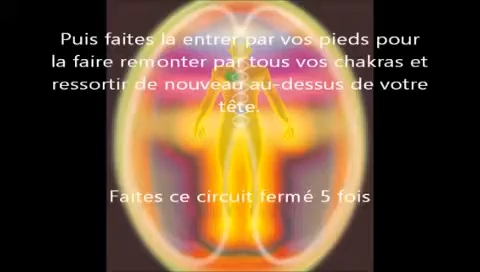 Puis faites la entrer par vos pieds pour
la faire remonter par tous vos chakras et
ressortir de nouveau au-dessus de votre
tête.
Faites ce circuit fermé 5 fois